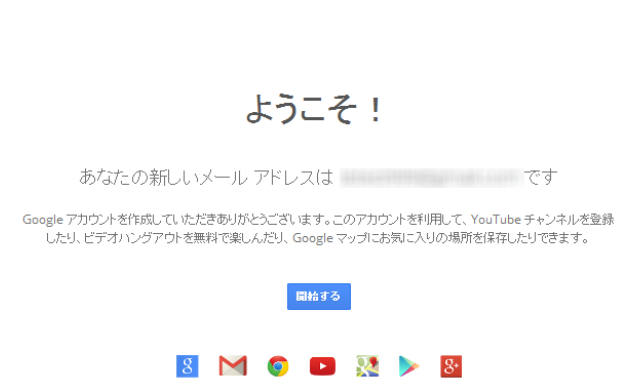 ようこそ！
あなたの新しいメール アドレスは です
Google アカウントを作成していただきありがとうございます。このアカウントを利用して、YouTube チャンネルを登録
したり、ビデオハングアウトを無料で楽しんだり、Google マップにお気に入りの場所を保存したりできます。
開始する
g g+